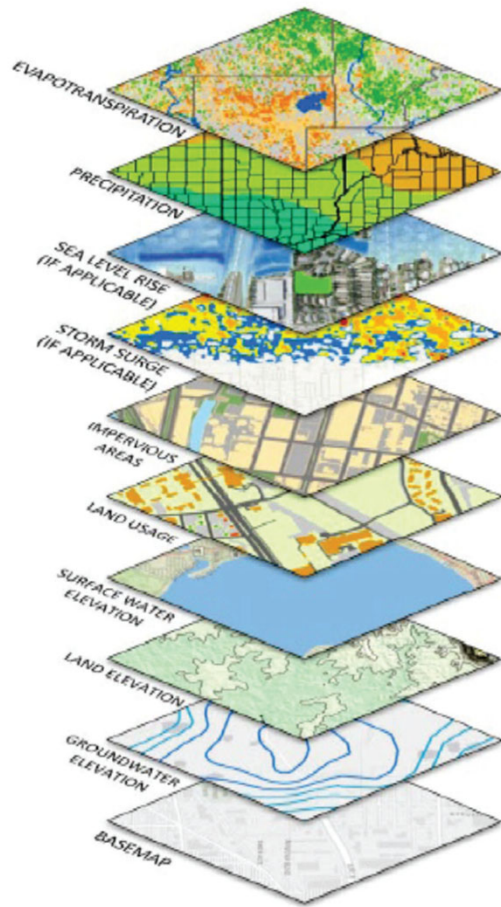 EVAPOTRANSPIRATION
PRECIPITATION
SEA LEVEL RISE
(IF APPLICABLE)
STORM SURGE
(IF APPLICABLE)
IMPERVIOUS
AREAS
LAND USAGE
SURFACE WATER
ELEVATION
LAND ELEVATION
GROUNDWATER
ELEVATION
BASEMAP